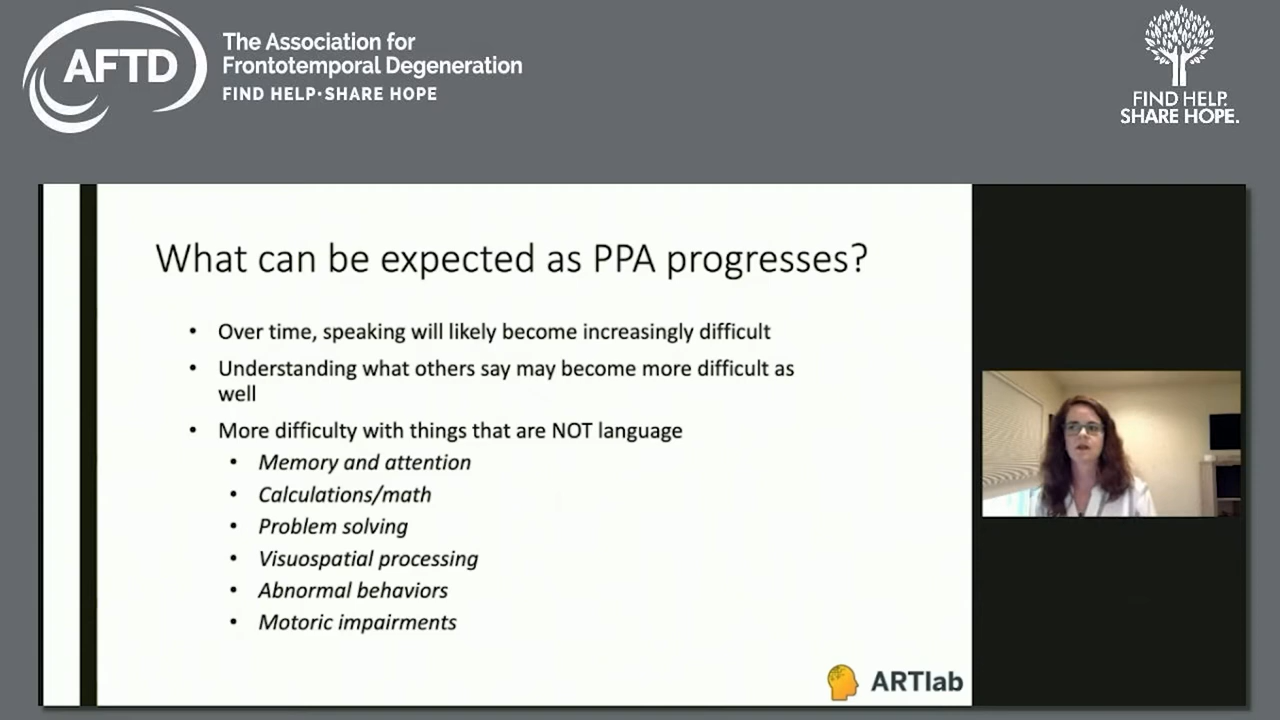 AFTD
The Association for
Frontotemporal Degeneration
FIND HELP•SHARE HOPE
FIND HELP.
SHARE HOPE.
What can be expected as PPA progresses?
• Over time, speaking will likely become increasingly difficult
• Understanding what others say may become more difficult as
well
• More difficulty with things that are NOT language
• Memory and attention
• Calculations/math
• Problem solving
• Visuospatial processing
• Abnormal behaviors
• Motoric impairments
ARTlab